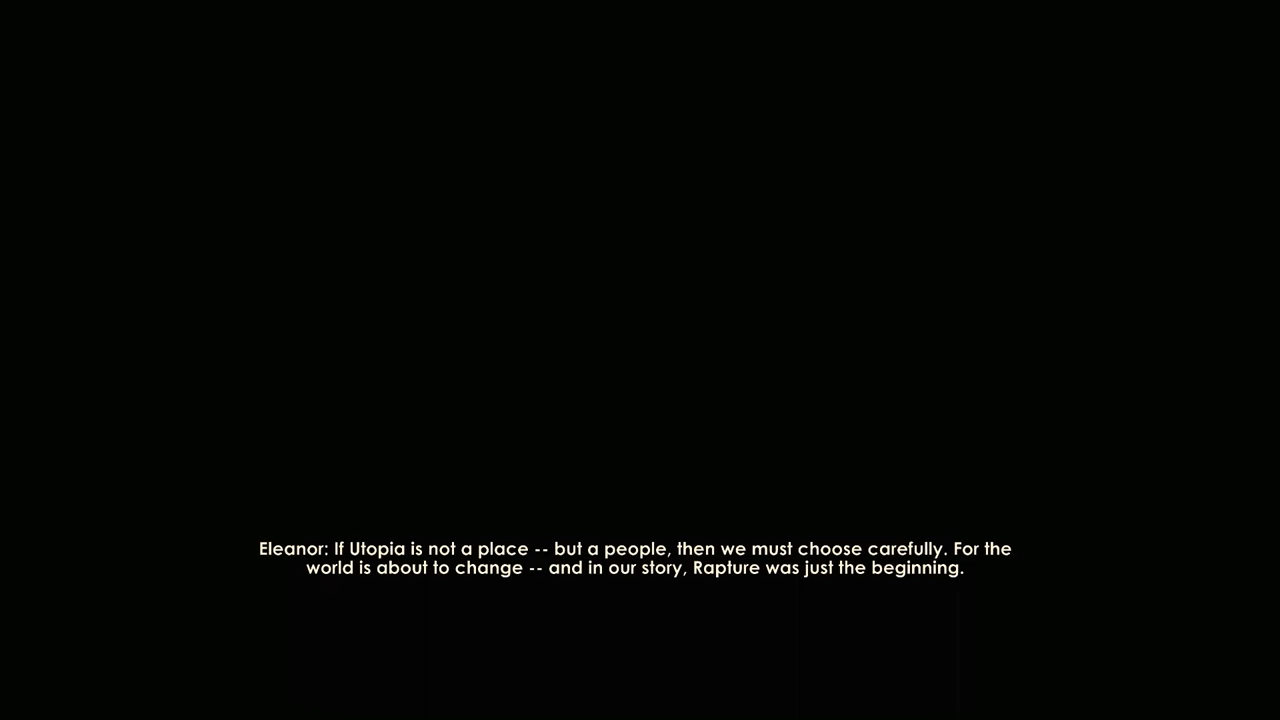 Eleanor: If Utopia is not a place -- but a people, then we must choose carefully. For the
world is about to change -- and in our story, Rapture was just the beginning.